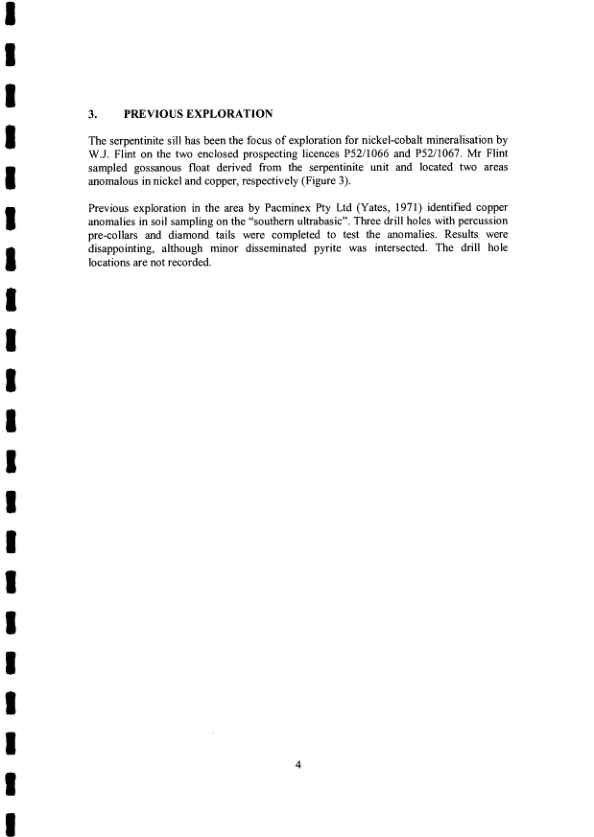 3. PREVIOUS EXPLORATION
The serpentinite sill has been the focus of exploration for nickel-cobalt mineralisation by
W.J. Flint on the two enclosed prospecting licences P52/1066 and P52/1067. Mr Flint
sampled gossanous float derived from the serpentinite unit and located two areas
anomalous in nickel and copper, respectively (Figure 3).
Previous exploration in the area by Pacminex Pty Ltd (Yates, 1971) identified copper
anomalies in soil sampling on the “southern ultrabasic”. Three drill holes with percussion
pre-collars and diamond tails were completed to test the anomalies. Results were
disappointing, although minor disseminated pyrite was intersected. The drill hole
locations are not recorded.
4